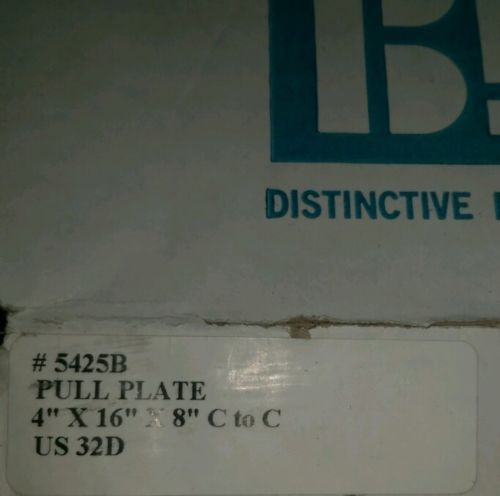 DISTINCTIVE
# 5425B
PULL PLATE
4" X 16" X 8" C to C
US 32D